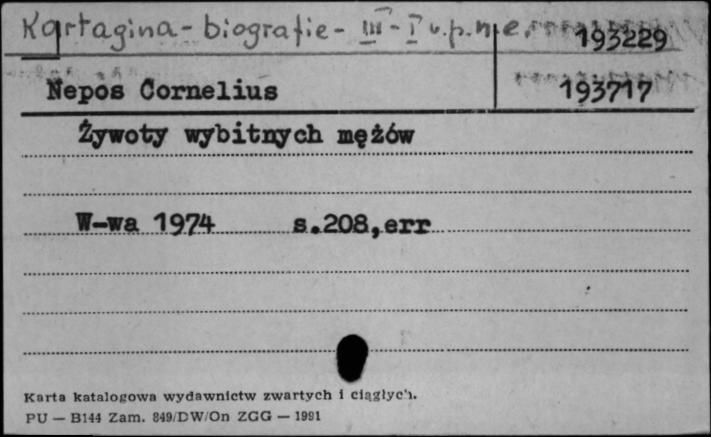 Kartagina - biografie - III - I w.p.n.e. 193229
Nepos Cornelius 193717
Żywoty wybitnych mężów
W-wa 1974 s.208,err
Karta katalogowa wydawnictw zwartych i ciągłych.
PU — B144 Zam. 849/DW/On ZGG — 1991